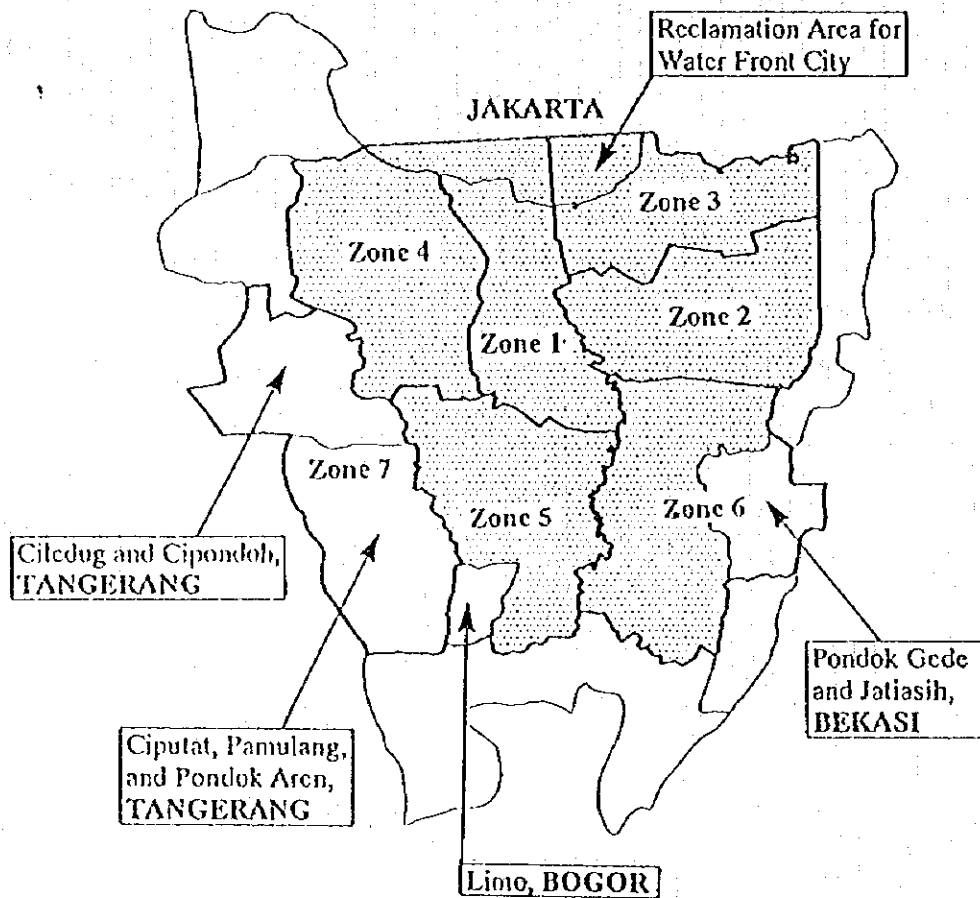 Reclamation Area for
Water Front City
JAKARTA
Zone 3
Zone 4
Zone 2
Zone 1
Zone 7
Zone 5
Zone 6
Ciledug and Cipondoh,
TANGERANG
Pondok Gede
and Jatiasih,
BEKASI
Ciputat, Pamulang,
and Pondok Aren,
TANGERANG
Limo, BOGOR